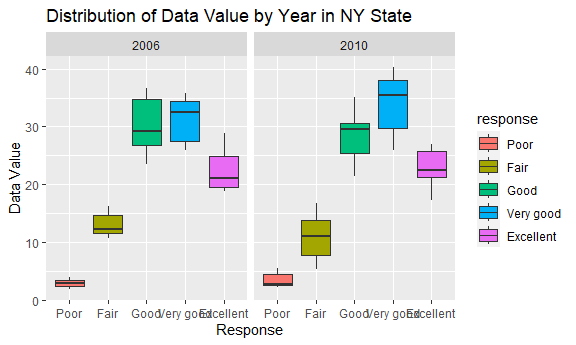 Distribution of Data Value by Year in NY State
2006
2010
40
30
20
10
0
Data Value
Poor
Fair
Good
Very good
Excellent
Poor
Fair
Good
Very good
Excellent
Response
response
Poor
Fair
Good
Very good
Excellent